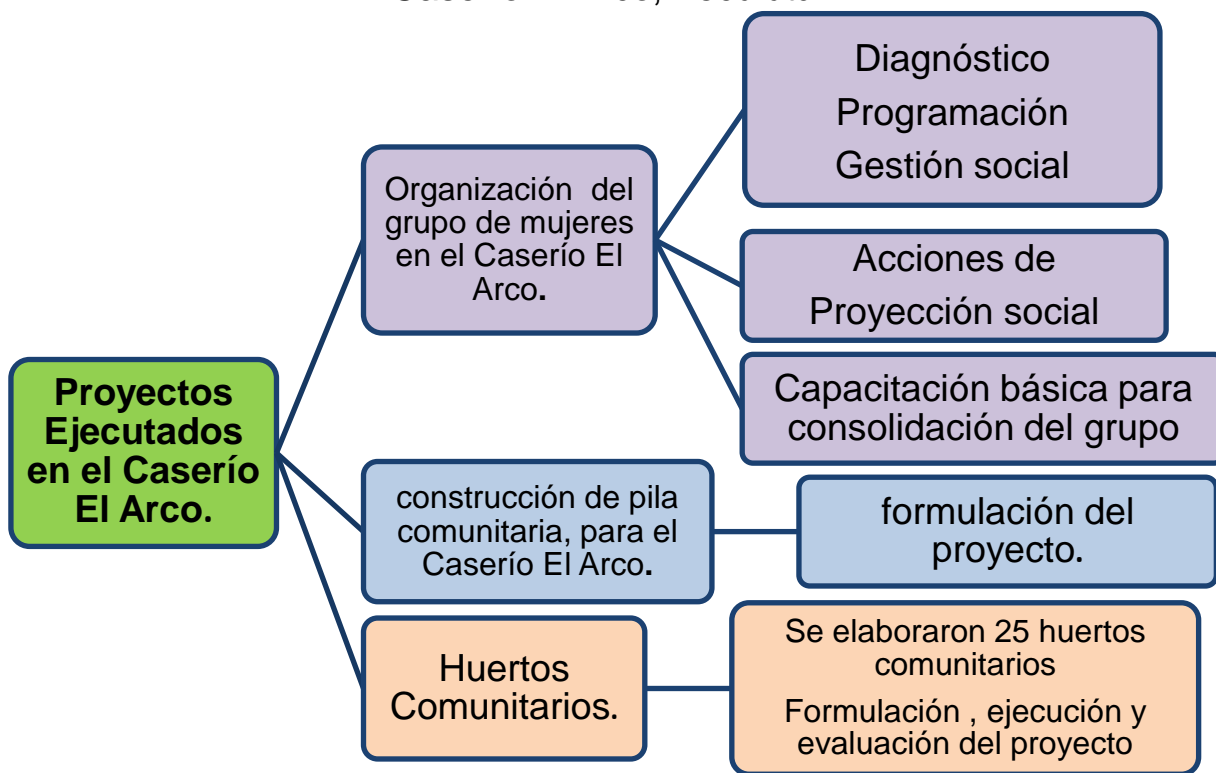 Proyectos
Ejecutados
en el Caserío
El Arco.
Organización del
grupo de mujeres
en el Caserío El
Arco.
Diagnóstico
Programación
Gestión social
Acciones de
Proyección social
Capacitación básica para
consolidación del grupo
construcción de pila
comunitaria, para el
Caserío El Arco.
formulación del
proyecto.
Huertos
Comunitarios.
Se elaboraron 25 huertos
comunitarios
Formulación , ejecución y
evaluación del proyecto